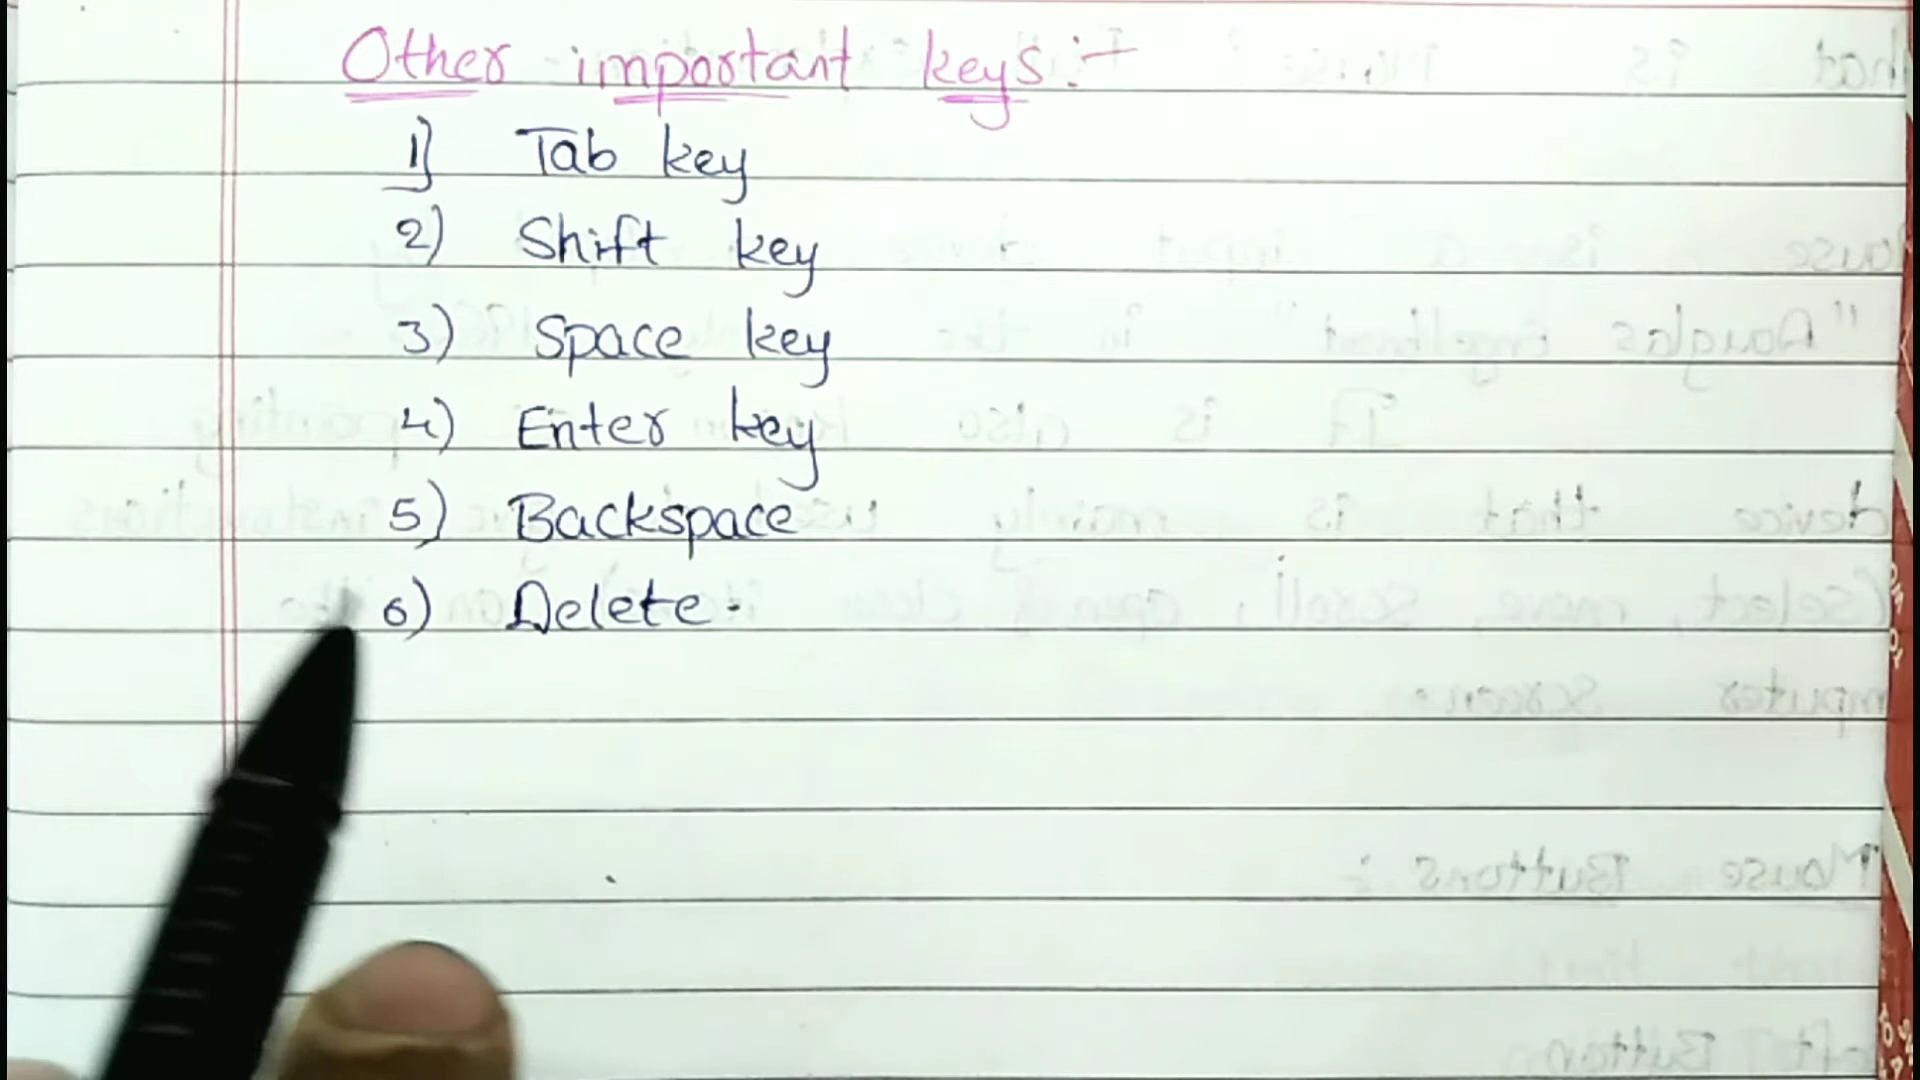 Other important keys:-
1) Tab key
2) Shift key
3) Space key
4) Enter key
5) Backspace
6) Delete.